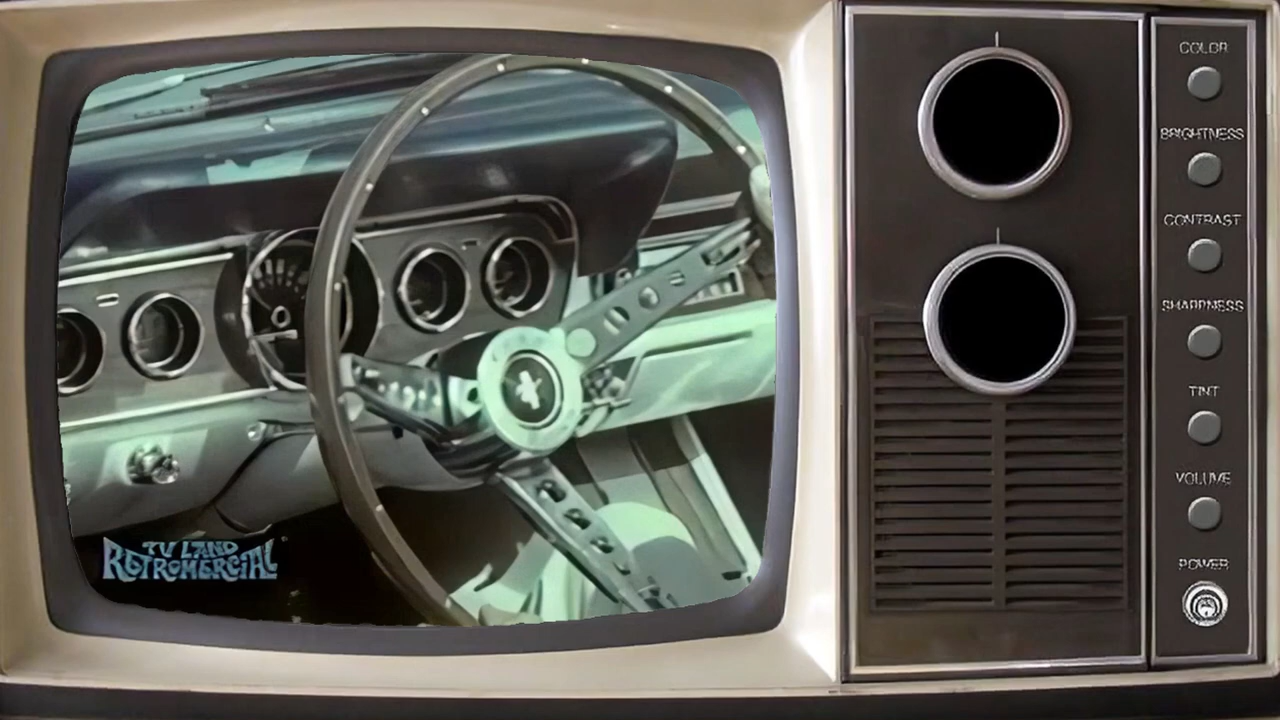 TV LAND
RETROMERCIAL
COLOR
BRIGHTNESS
CONTRAST
SHARPNESS
TINT
VOLUME
POWER